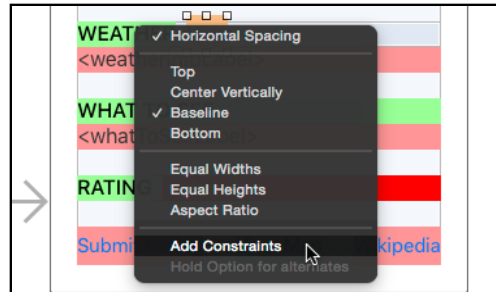 WEAT
✓ Horizontal Spacing
<weath
Top
Center Vertically
WHAT
✓ Baseline
<what
Bottom
Equal Widths
RATING
Equal Heights
Aspect Ratio
Submi
Add Constraints
kipedia
Hold Option for alternates